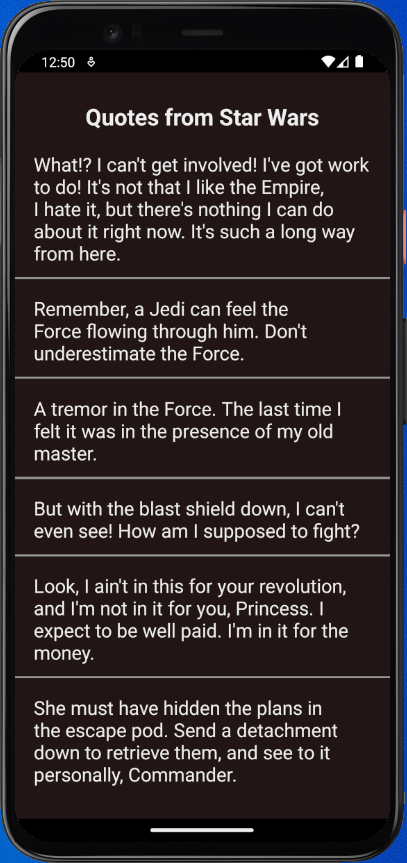 12:50
Quotes from Star Wars
What!? I can't get involved! I've got work
to do! It's not that I like the Empire,
I hate it, but there's nothing I can do
about it right now. It's such a long way
from here.
Remember, a Jedi can feel the
Force flowing through him. Don't
underestimate the Force.
A tremor in the Force. The last time I
felt it was in the presence of my old
master.
But with the blast shield down, I can't
even see! How am I supposed to fight?
Look, I ain't in this for your revolution,
and I'm not in it for you, Princess. I
expect to be well paid. I'm in it for the
money.
She must have hidden the plans in
the escape pod. Send a detachment
down to retrieve them, and see to it
personally, Commander.